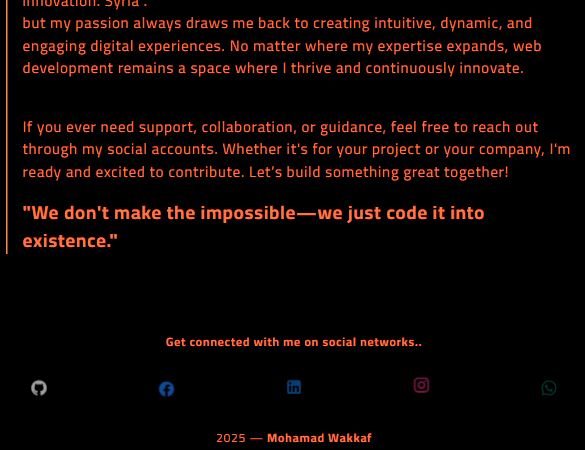 innovation. Syria .
but my passion always draws me back to creating intuitive, dynamic, and
engaging digital experiences. No matter where my expertise expands, web
development remains a space where I thrive and continuously innovate.
If you ever need support, collaboration, or guidance, feel free to reach out
through my social accounts. Whether it's for your project or your company, I'm
ready and excited to contribute. Let's build something great together!
"We don't make the impossible—we just code it into
existence."
Get connected with me on social networks..
2025 — Mohamad Wakkaf